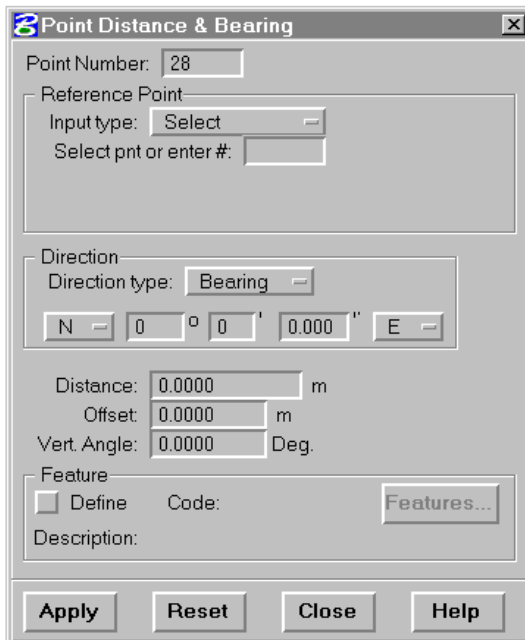 Point Distance & Bearing
Point Number: 28
Reference Point
Input type: Select
Select pnt or enter #:
Direction
Direction type: Bearing
N 0 o 0 ' 0.000 " E
Distance: 0.0000 m
Offset: 0.0000 m
Vert. Angle: 0.0000 Deg.
Feature
Define Code: Features...
Description:
Apply Reset Close Help